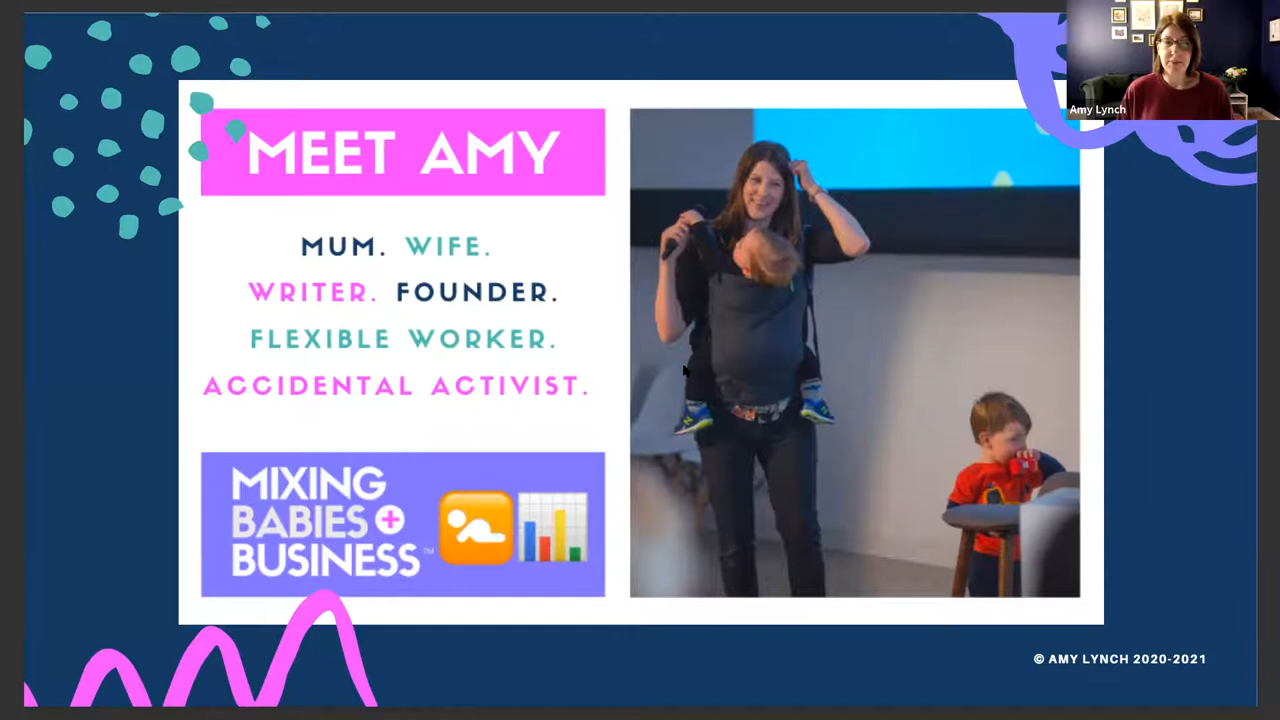 Amy Lynch
MEET AMY
MUM. WIFE.
WRITER. FOUNDER.
FLEXIBLE WORKER.
ACCIDENTAL ACTIVIST.
MIXING
BABIES +
BUSINESS™
© AMY LYNCH 2020-2021